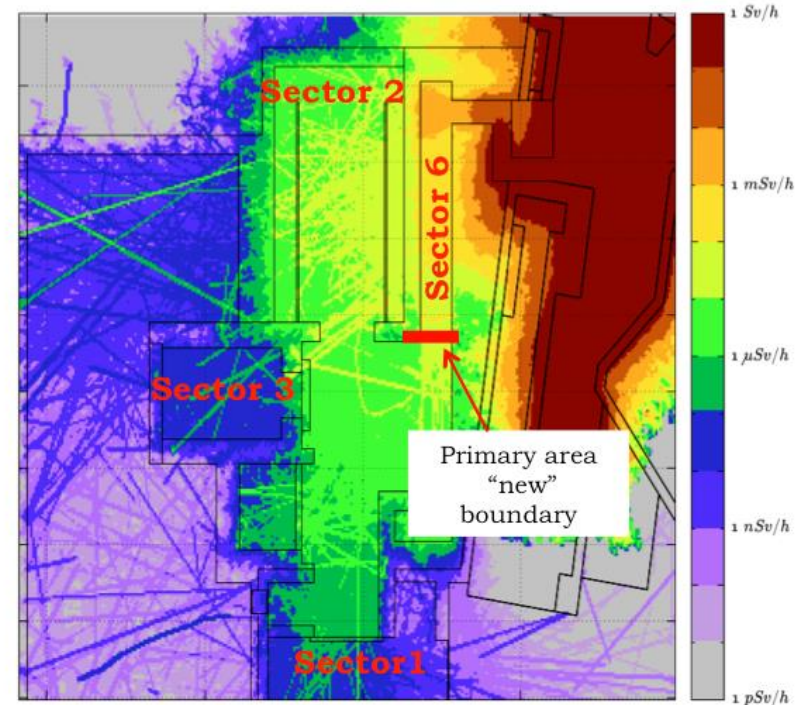 1 Sv/h
Sector 2
Sector 6
1 mSv/h
1 μSv/h
Sector 3
Primary area
“new”
boundary
1 nSv/h
Sector1
1 pSv/h